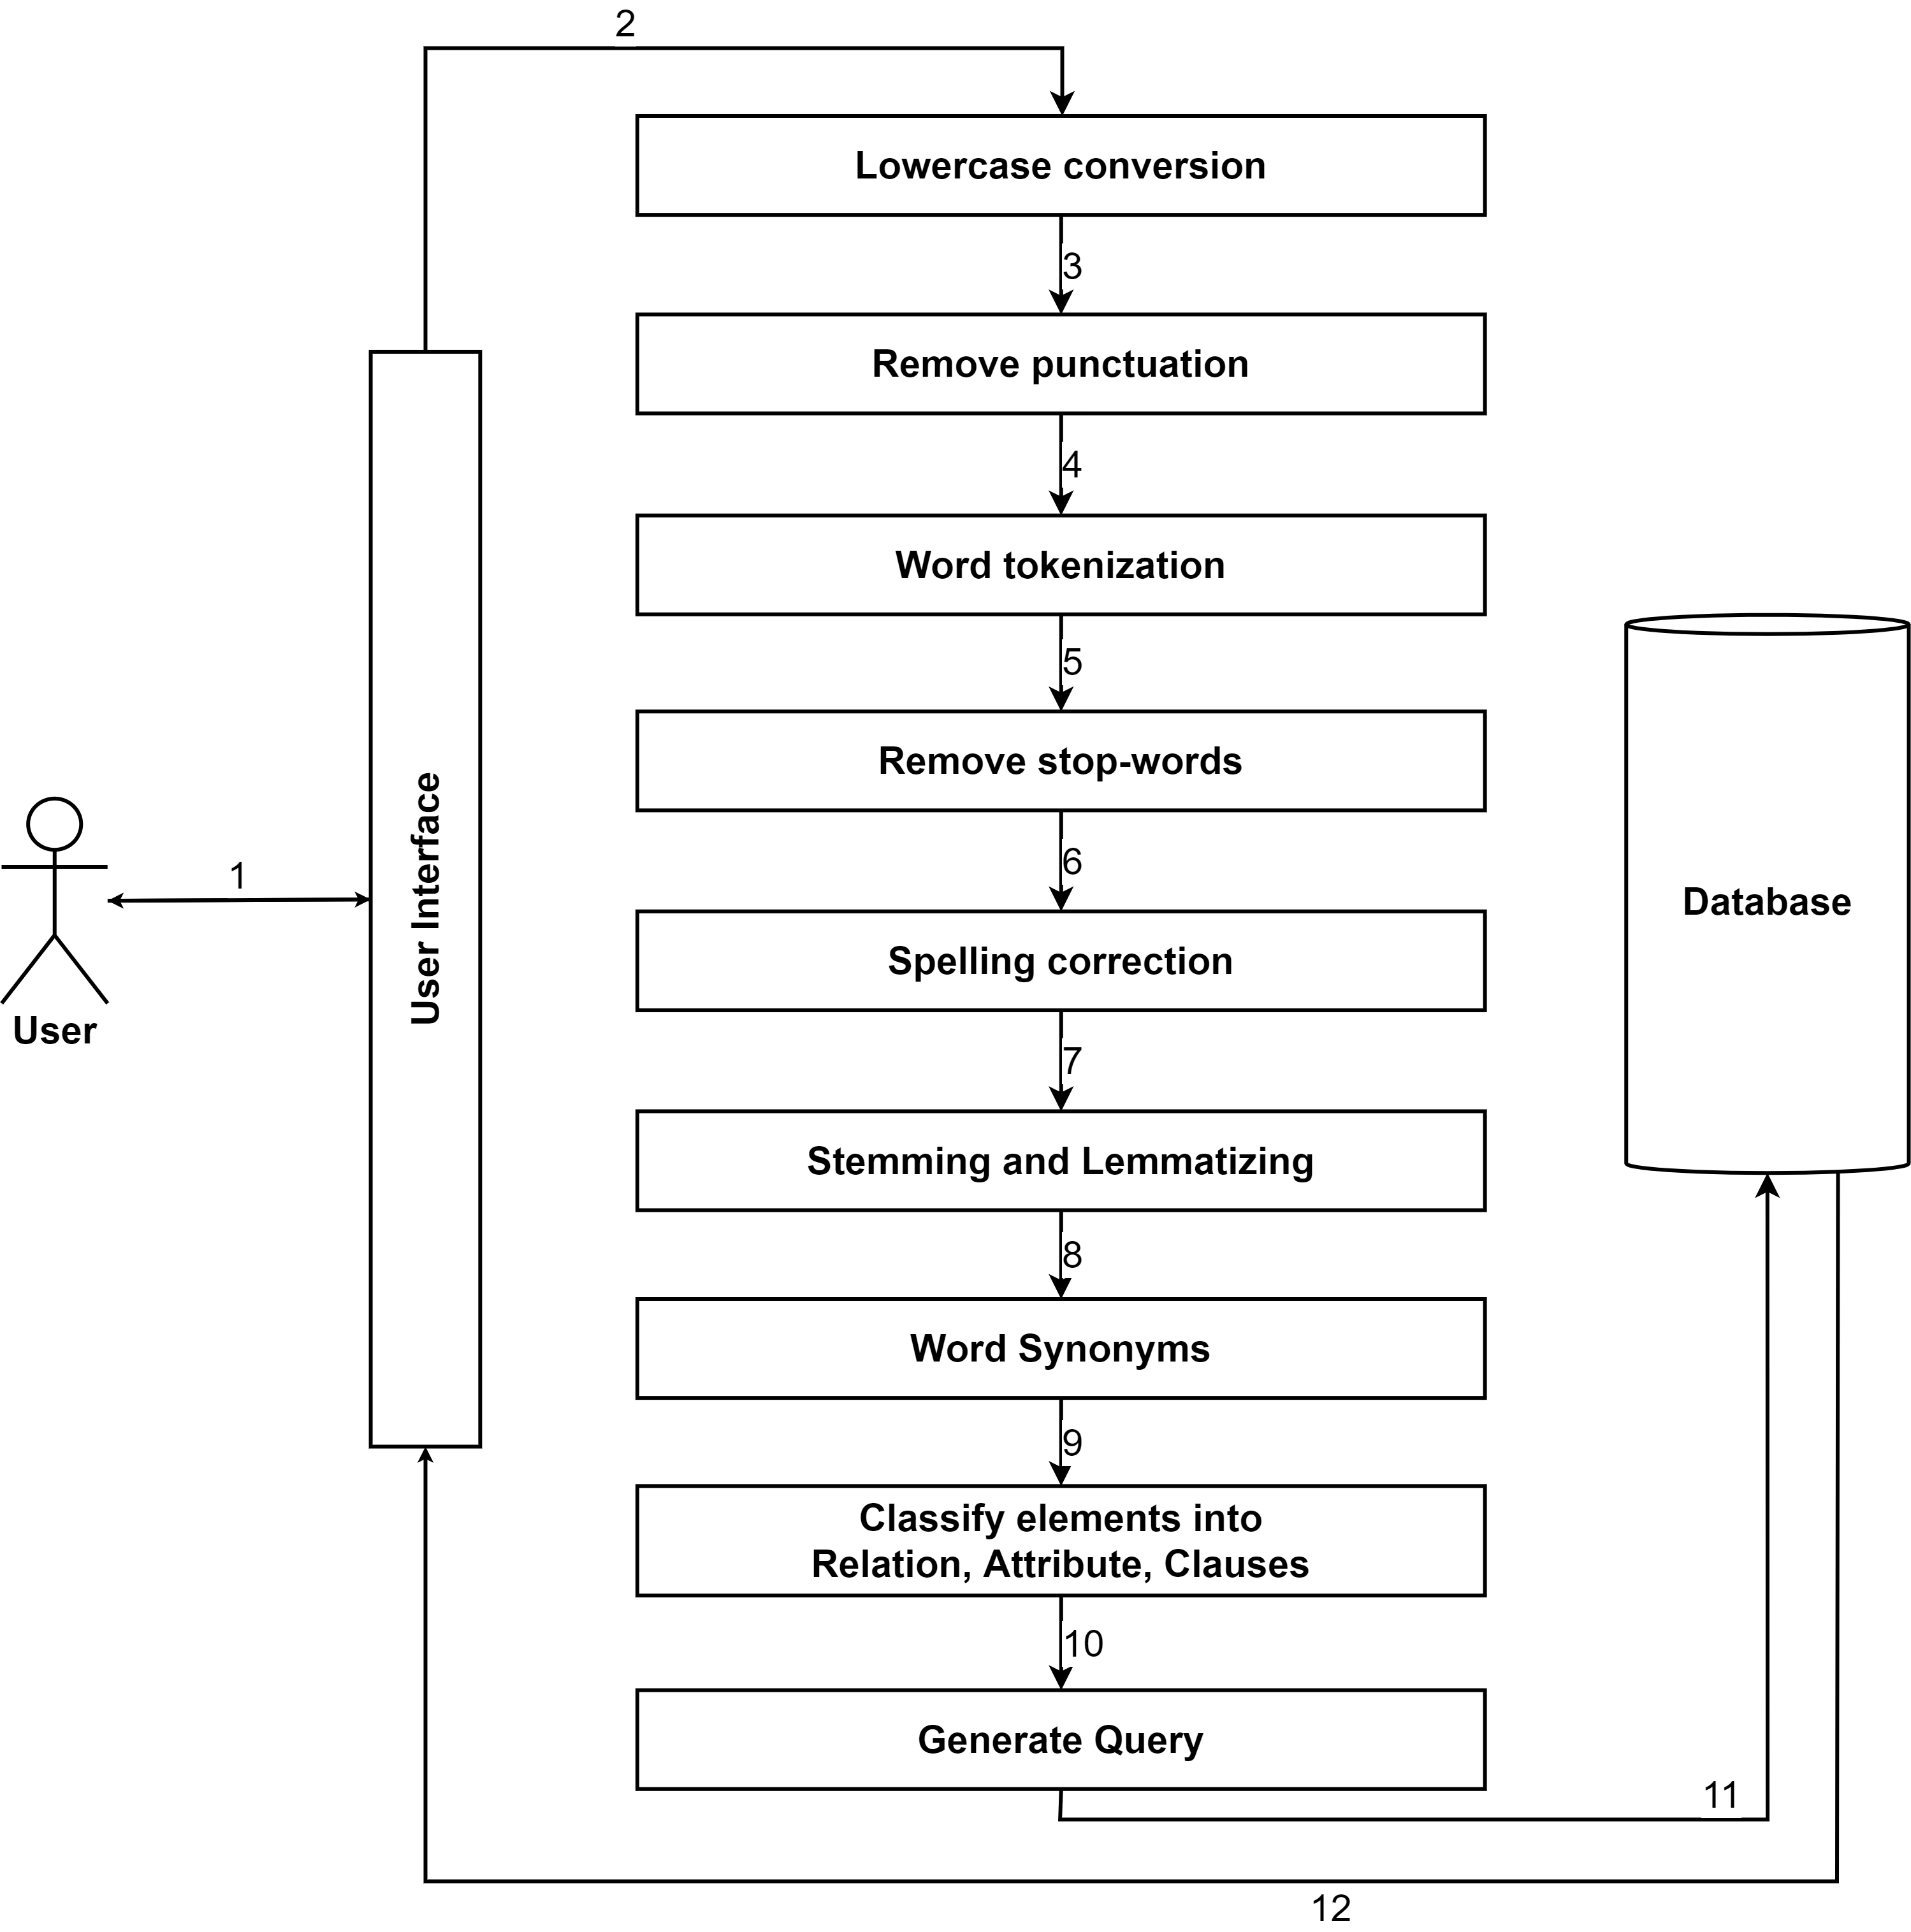 2
Lowercase conversion
3
Remove punctuation
4
Word tokenization
5
Remove stop-words
6
Spelling correction
7
Stemming and Lemmatizing
8
Word Synonyms
9
Classify elements into
Relation, Attribute, Clauses
10
Generate Query
11
12
1
User
User Interface
Database